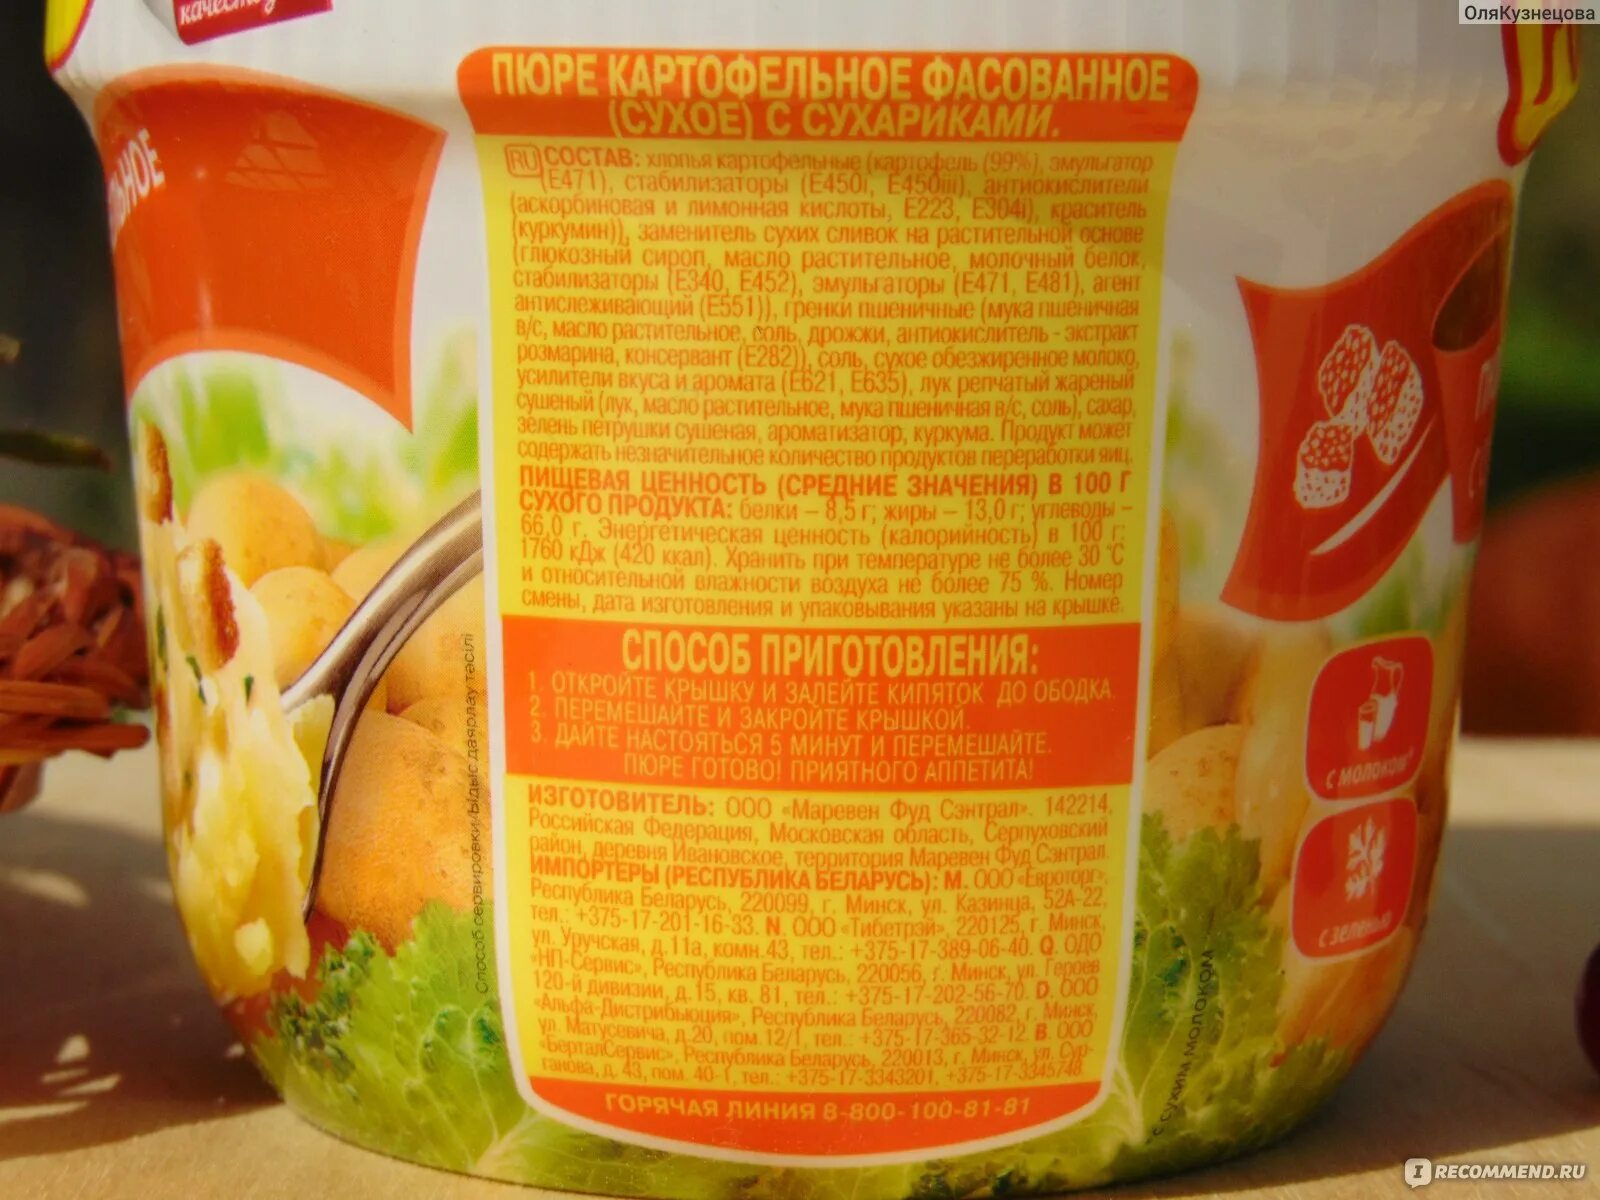 ОляКузнецова
качество
ЛЬНОЕ
ПЮРЕ КАРТОФЕЛЬНОЕ ФАСОВАННОЕ
(СУХОЕ) С СУХАРИКАМИ.
RU СОСТАВ: хлопья картофельные (картофель (99%), эмульгатор
(Е471), стабилизаторы (Е450i, Е450iii), антиокислители
(аскорбиновая и лимонная кислоты, Е223, Е304i), краситель
(куркумин)), заменитель сухих сливок на растительной основе
(глюкозный сироп, масло растительное, молочный белок,
стабилизаторы (Е340, Е452), эмульгаторы (Е471, Е481), агент
антислеживающий (Е551)), гренки пшеничные (мука пшеничная
в/с, масло растительное, соль, дрожжи, антиокислитель - экстракт
розмарина, консервант (Е282)), соль, сухое обезжиренное молоко,
усилители вкуса и аромата (Е621, Е635), лук репчатый жареный
сушеный (лук, масло растительное, мука пшеничная в/с, соль), сахар,
зелень петрушки сушеная, ароматизатор, куркума. Продукт может
содержать незначительное количество продуктов переработки яиц.
ПИЩЕВАЯ ЦЕННОСТЬ (СРЕДНИЕ ЗНАЧЕНИЯ) В 100 Г
СУХОГО ПРОДУКТА: белки – 8,5 г; жиры – 13,0 г; углеводы –
66,0 г. Энергетическая ценность (калорийность) в 100 г:
1760 кДж (420 ккал). Хранить при температуре не более 30 °С
и относительной влажности воздуха не более 75 %. Номер
смены, дата изготовления и упаковывания указаны на крышке.
СПОСОБ ПРИГОТОВЛЕНИЯ:
1. ОТКРОЙТЕ КРЫШКУ И ЗАЛЕЙТЕ КИПЯТОК ДО ОБОДКА.
2. ПЕРЕМЕШАЙТЕ И ЗАКРОЙТЕ КРЫШКОЙ.
3. ДАЙТЕ НАСТОЯТЬСЯ 5 МИНУТ И ПЕРЕМЕШАЙТЕ.
ПЮРЕ ГОТОВО! ПРИЯТНОГО АППЕТИТА!
ИЗГОТОВИТЕЛЬ: ООО «Маревен Фуд Сэнтрал». 142214,
Российская Федерация, Московская область, Серпуховский
район, деревня Ивановское, территория Маревен Фуд Сэнтрал.
ИМПОРТЕРЫ (РЕСПУБЛИКА БЕЛАРУСЬ): М. ООО «Евроторг»,
Республика Беларусь, 220099, г. Минск, ул. Казинца, 52А-22,
тел.: +375-17-201-16-33. N. ООО «Тибетрэй», 220125, г. Минск,
ул. Уручская, д.11а, комн.43, тел.: +375-17-389-06-40. Q. ОДО
«НП-Сервис», Республика Беларусь, 220056, г. Минск, ул. Героев
120-й дивизии, д.15, кв. 81, тел.: +375-17-202-56-70. D. ООО
«Альфа-Дистрибьюция», Республика Беларусь, 220082, г. Минск,
ул. Матусевича, д.20, пом.12/1, тел.: +375-17-365-32-12. В. ООО
«БерталСервис», Республика Беларусь, 220013, г. Минск, ул. Сур-
ганова, д. 43, пом. 40-1, тел.: +375-17-3343201, +375-17-3345748.
ГОРЯЧАЯ ЛИНИЯ 8-800-100-81-81
Способ сервировки/Ыдыс даярлау тәсілі
с молоком*
с зеленью
с сухим молоком
IRECOMMEND.RU